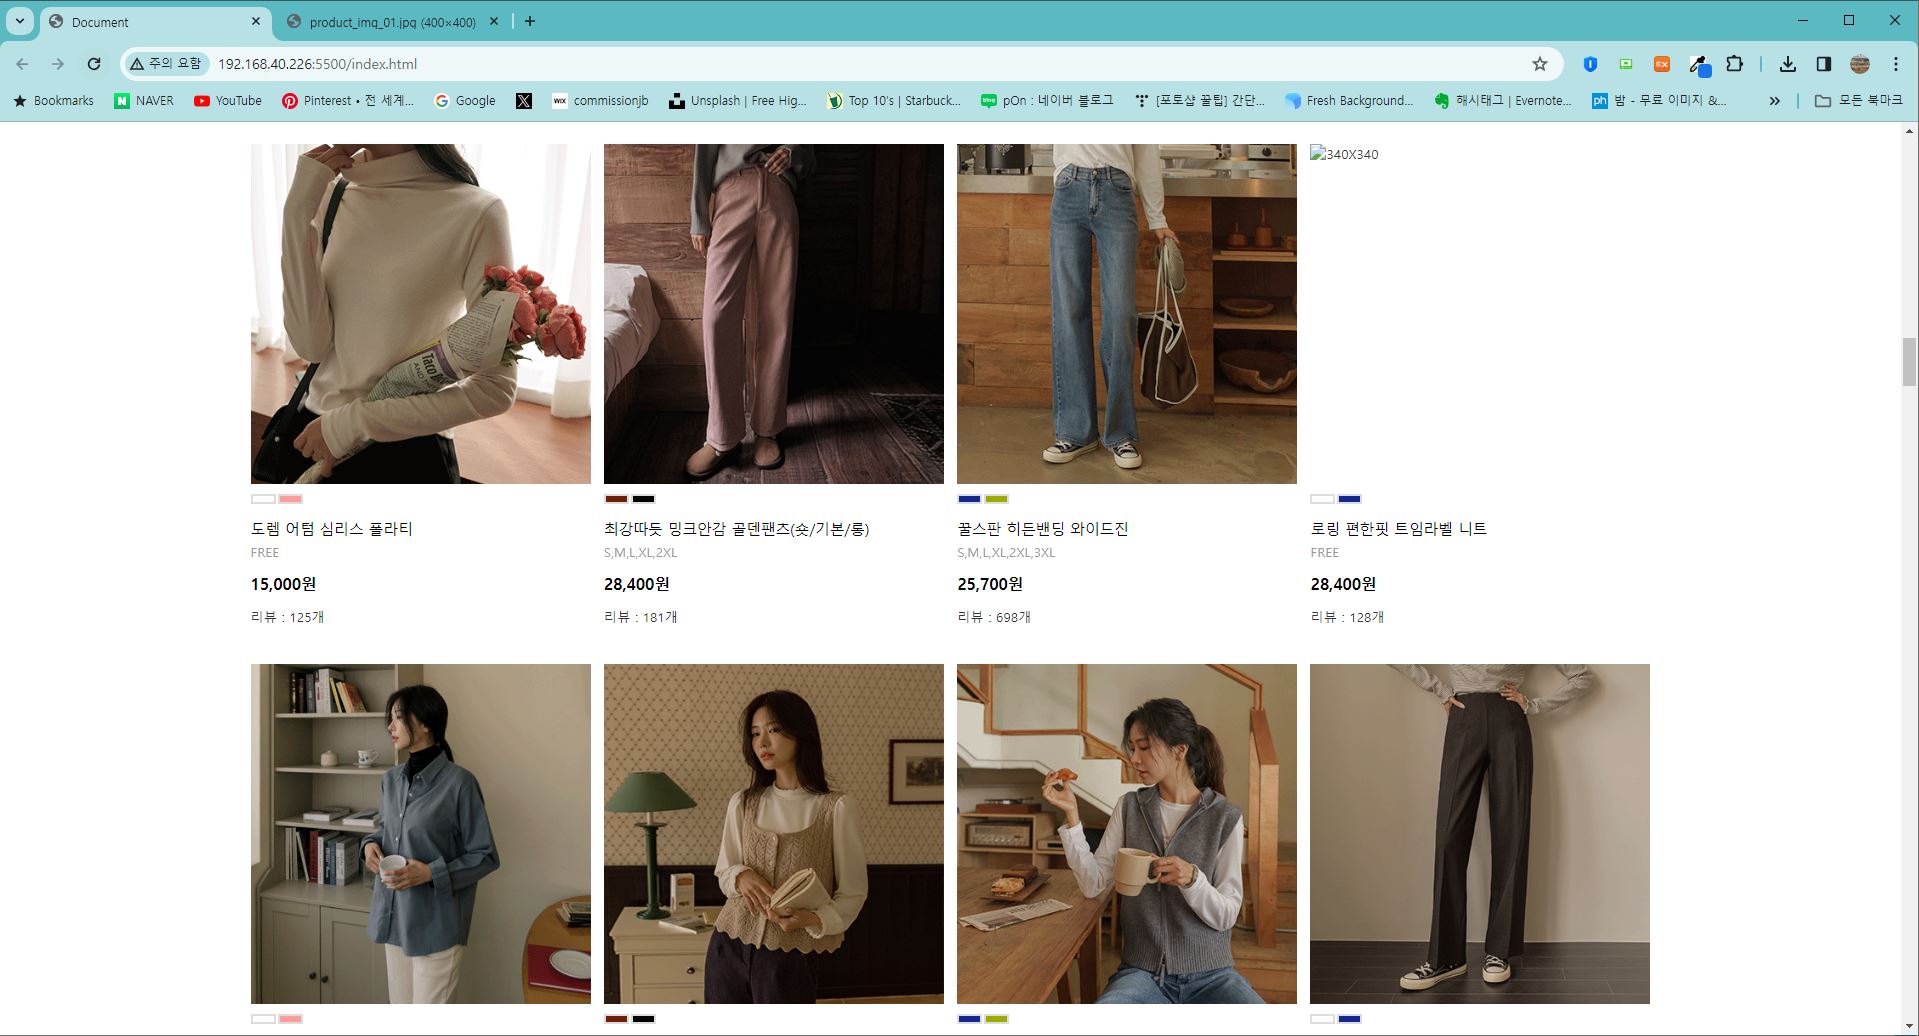 Document
product_img_01.jpg (400×400)
주의 요함
192.168.40.226:5500/index.html
Bookmarks
NAVER
YouTube
Pinterest • 전 세계...
Google
commissionjb
Unsplash | Free Hig...
Top 10's | Starbuck...
pOn : 네이버 블로그
[포토샵 꿀팁] 간단...
Fresh Background...
해시태그 | Evernote...
밤 - 무료 이미지 &...
모든 북마크
340X340
도렘 어텀 심리스 폴라티
FREE
15,000원
리뷰 : 125개
최강따듯 밍크안감 골덴팬츠(숏/기본/롱)
S,M,L,XL,2XL
28,400원
리뷰 : 181개
꿀스판 히든밴딩 와이드진
S,M,L,XL,2XL,3XL
25,700원
리뷰 : 698개
로링 편한핏 트임라벨 니트
FREE
28,400원
리뷰 : 128개